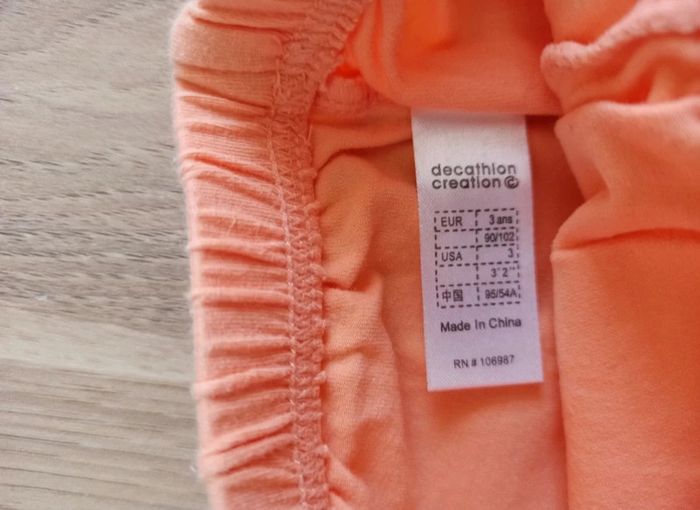 decathlon
creation
EUR 3 ans
90/102
USA 3
3'2''
中国 95/54A
Made In China
RN # 106987